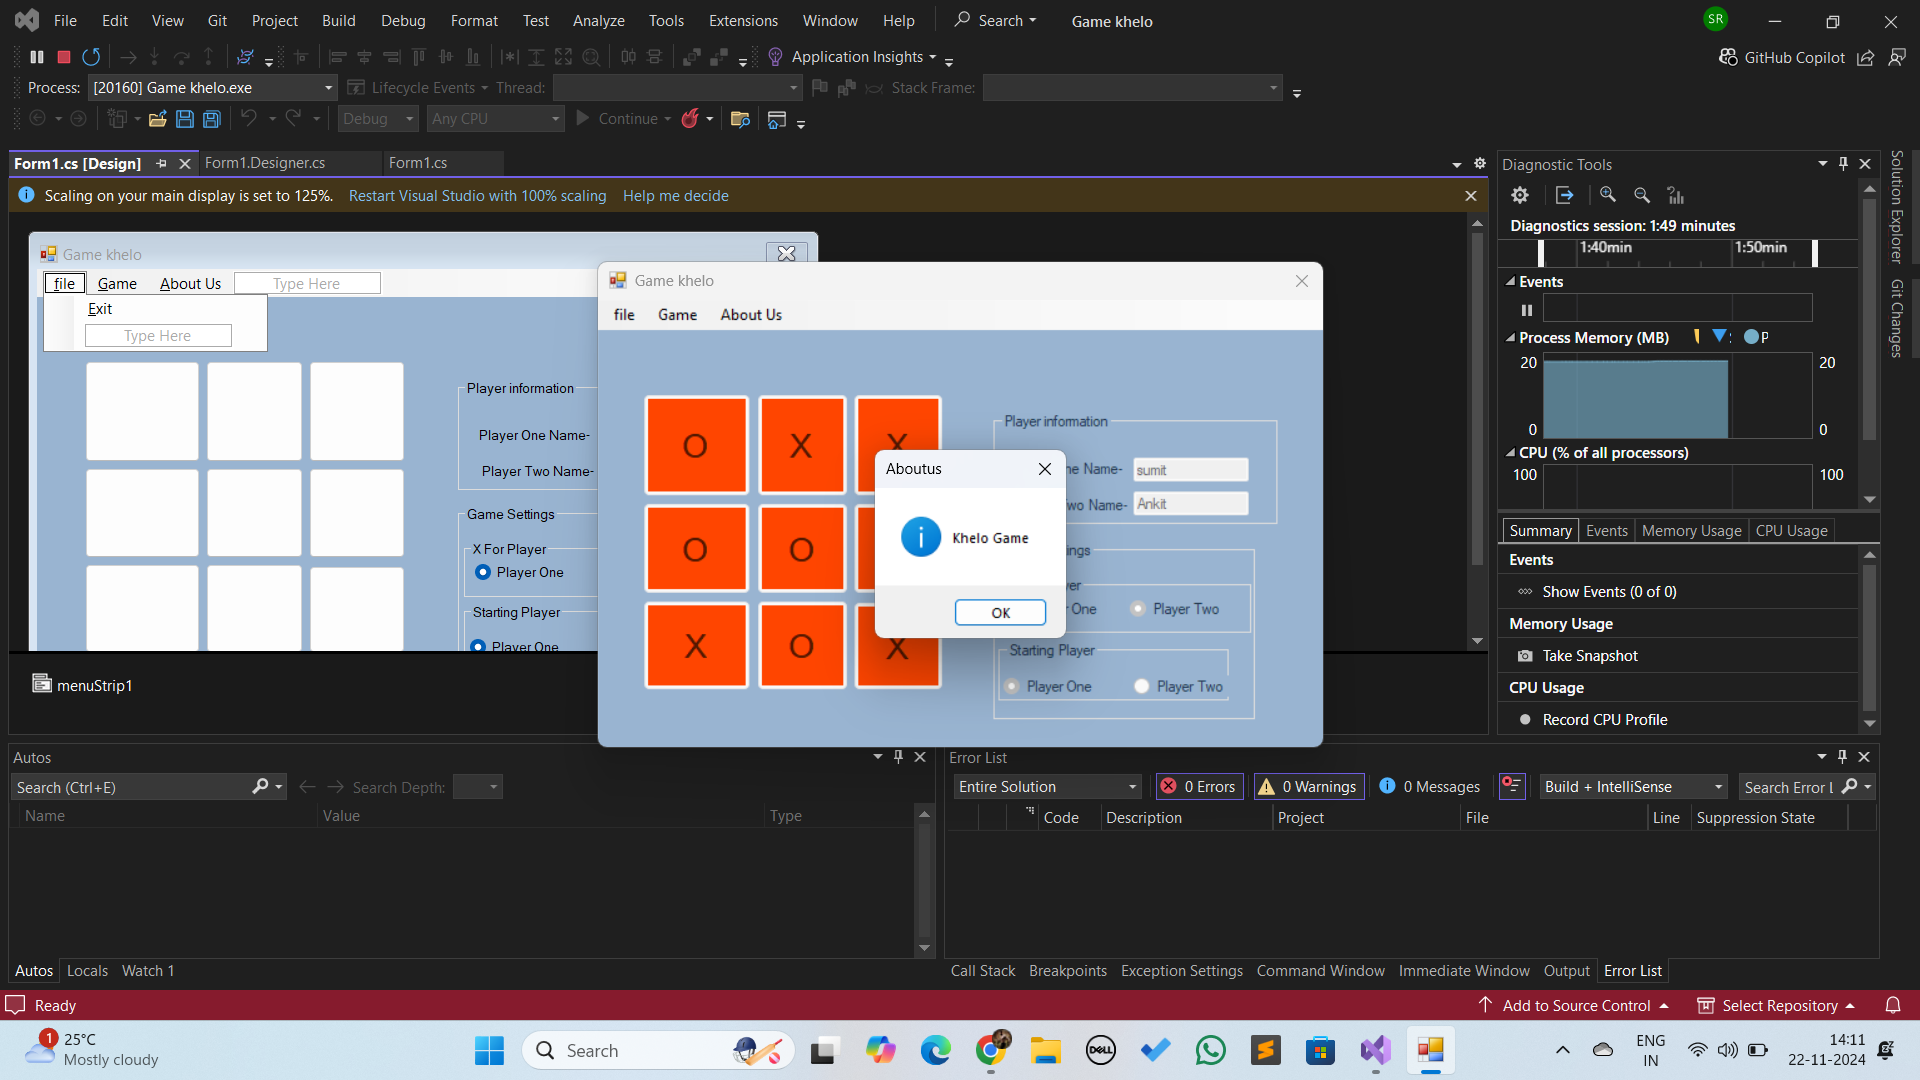 File Edit View Git Project Build Debug Format Test Analyze Tools Extensions Window Help Search Game khelo SR
Application Insights GitHub Copilot
Process: [20160] Game khelo.exe Lifecycle Events Thread: Stack Frame:
Debug Any CPU Continue
Form1.cs [Design] Form1.Designer.cs Form1.cs
Scaling on your main display is set to 125%. Restart Visual Studio with 100% scaling Help me decide
Game khelo
file Game About Us Type Here
Exit
Type Here
Player information
Player One Name-
Player Two Name-
Game Settings
X For Player
Player One
Starting Player
Player One
menuStrip1
Game khelo
file Game About Us
O X X
O O
X O X
Player information
ne Name- sumit
wo Name- Ankit
ings
yer
One Player Two
Starting Player
Player One Player Two
Aboutus
Khelo Game
OK
Diagnostic Tools
Diagnostics session: 1:49 minutes
1:40min 1:50min
Events
Process Memory (MB) P
20 20
0 0
CPU (% of all processors)
100 100
Summary Events Memory Usage CPU Usage
Events
Show Events (0 of 0)
Memory Usage
Take Snapshot
CPU Usage
Record CPU Profile
Solution Explorer
Git Changes
Autos
Search (Ctrl+E) Search Depth:
Name Value Type
Autos Locals Watch 1
Error List
Entire Solution 0 Errors 0 Warnings 0 Messages Build + IntelliSense Search Error L
Code Description Project File Line Suppression State
Call Stack Breakpoints Exception Settings Command Window Immediate Window Output Error List
Ready Add to Source Control Select Repository
1 25°C
Mostly cloudy
Search
DELL
ENG
IN
14:11
22-11-2024